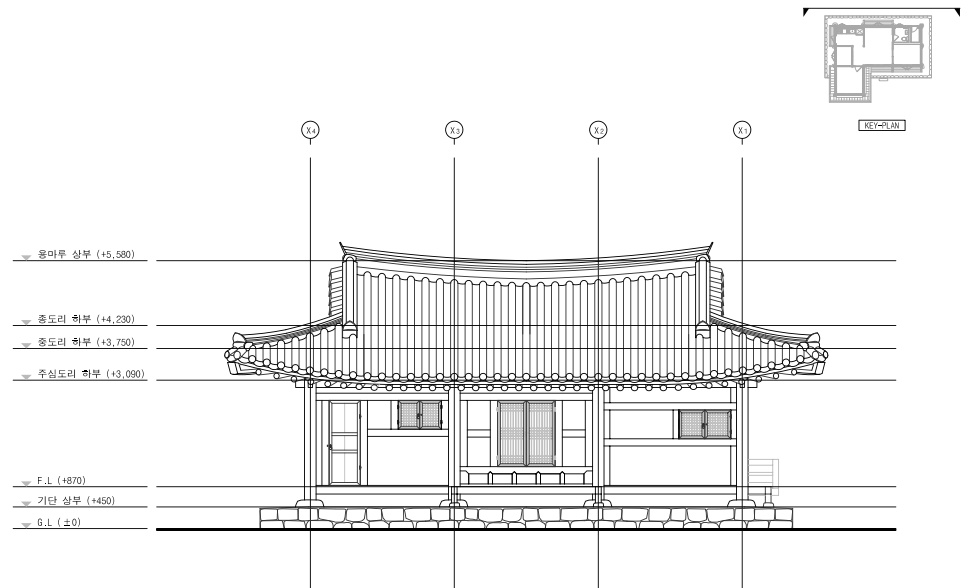 KEY-PLAN
X4 X3 X2 X1
용마루 상부 (+5,580)
종도리 하부 (+4,230)
중도리 하부 (+3,750)
주심도리 하부 (+3,090)
F.L (+870)
기단 상부 (+450)
G.L (±0)